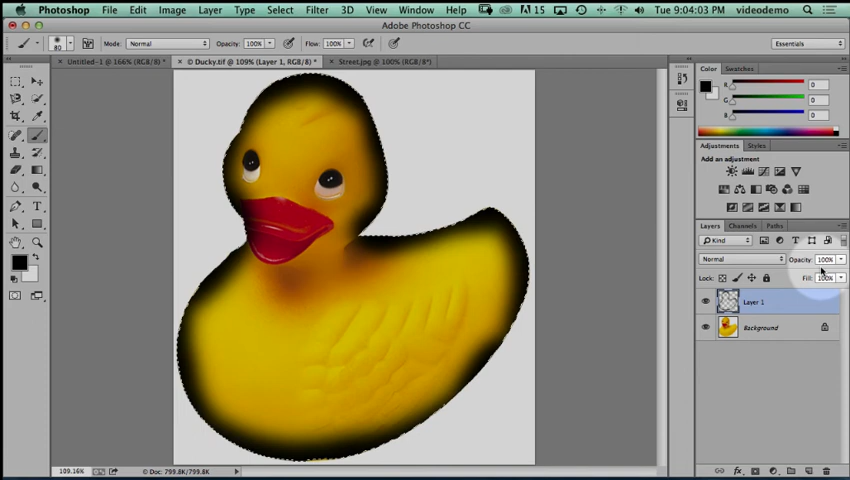 Photoshop File Edit Image Layer Type Select Filter 3D View Window Help 15 Tue 9:04:03 PM videodemo
Adobe Photoshop CC
80 Mode: Normal Opacity: 100% Flow: 100% Essentials
× Untitled-1 @ 166% (RGB/8) * × © Ducky.tif @ 109% (Layer 1, RGB/8) * × Street.jpg @ 100% (RGB/8*)
Color Swatches
R 0
G 0
B 0
Adjustments Styles
Add an adjustment
Layers Channels Paths
Kind
Normal Opacity: 100%
Lock: Fill: 100%
Layer 1
Background
109.16% © Doc: 799.8K/799.8K